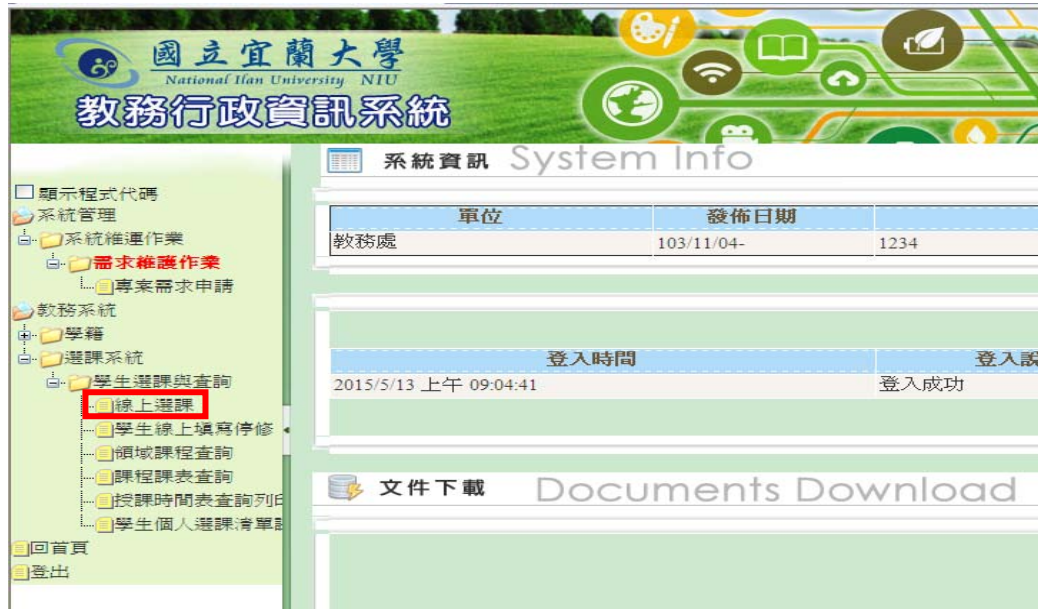 國立宜蘭大學
National Ilan University NIU
教務行政資訊系統
系統資訊 System Info
顯示程式代碼
系統管理
系統維運作業
需求維護作業
專案需求申請
教務系統
學籍
選課系統
學生選課與查詢
線上選課
學生線上填寫停修
領域課程查詢
課程課表查詢
授課時間表查詢列印
學生個人選課清單
回首頁
登出
單位 發佈日期
教務處 103/11/04- 1234
登入時間 登入說
2015/5/13 上午 09:04:41 登入成功
文件下載 Documents Download